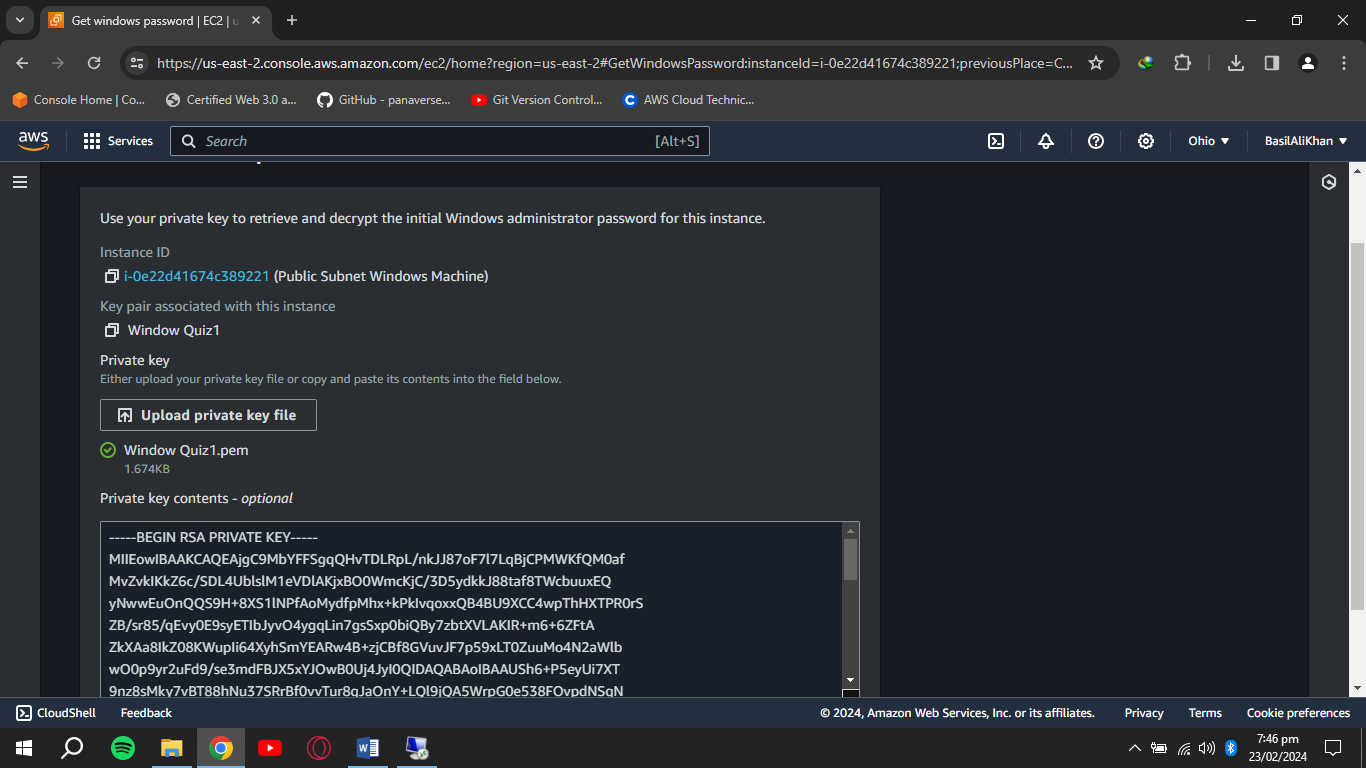 Get windows password | EC2 | u
https://us-east-2.console.aws.amazon.com/ec2/home?region=us-east-2#GetWindowsPassword:instanceId=i-0e22d41674c389221;previousPlace=C...
Console Home | Co...
Certified Web 3.0 a...
GitHub - panaverse...
Git Version Control...
AWS Cloud Technic...
aws
Services
Search
[Alt+S]
Ohio
BasilAliKhan
Use your private key to retrieve and decrypt the initial Windows administrator password for this instance.
Instance ID
i-0e22d41674c389221 (Public Subnet Windows Machine)
Key pair associated with this instance
Window Quiz1
Private key
Either upload your private key file or copy and paste its contents into the field below.
Upload private key file
Window Quiz1.pem
1.674KB
Private key contents - optional
-----BEGIN RSA PRIVATE KEY-----
CloudShell
Feedback
© 2024, Amazon Web Services, Inc. or its affiliates.
Privacy
Terms
Cookie preferences
7:46 pm
23/02/2024